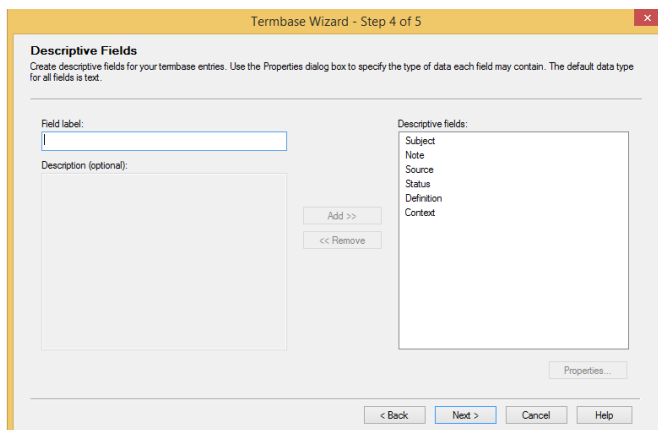 Termbase Wizard - Step 4 of 5
Descriptive Fields
Create descriptive fields for your termbase entries. Use the Properties dialog box to specify the type of data each field may contain. The default data type
for all fields is text.
Field label:
Description (optional):
Add >>
<< Remove
Descriptive fields:
Subject
Note
Source
Status
Definition
Context
Properties...
< Back
Next >
Cancel
Help